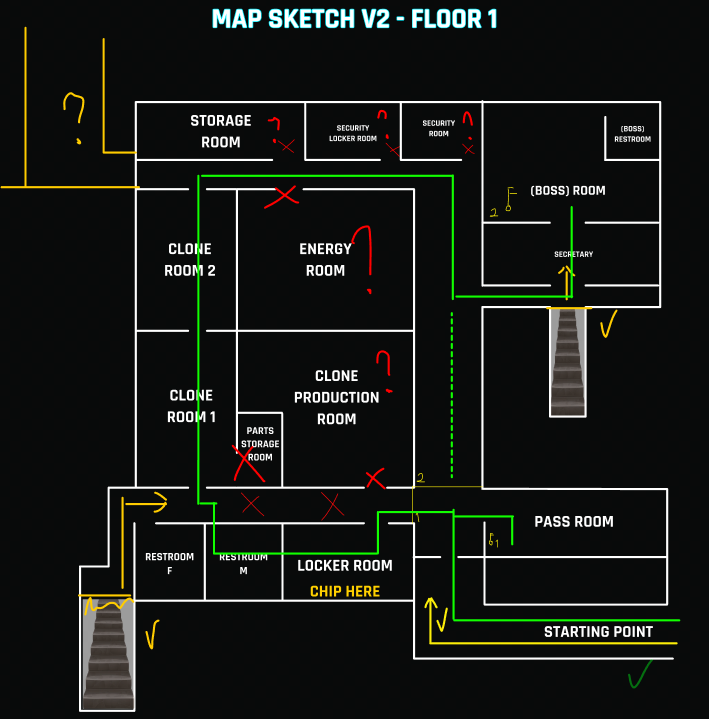 MAP SKETCH V2 - FLOOR 1
?
STORAGE
ROOM
?
SECURITY
LOCKER ROOM
?
SECURITY
ROOM
?
(BOSS)
RESTROOM
(BOSS) ROOM
2
SECRETARY
CLONE
ROOM 2
ENERGY
ROOM
?
CLONE
ROOM 1
CLONE
PRODUCTION
ROOM
?
PARTS
STORAGE
ROOM
2
1
PASS ROOM
1
RESTROOM
F
RESTROOM
M
LOCKER ROOM
CHIP HERE
STARTING POINT